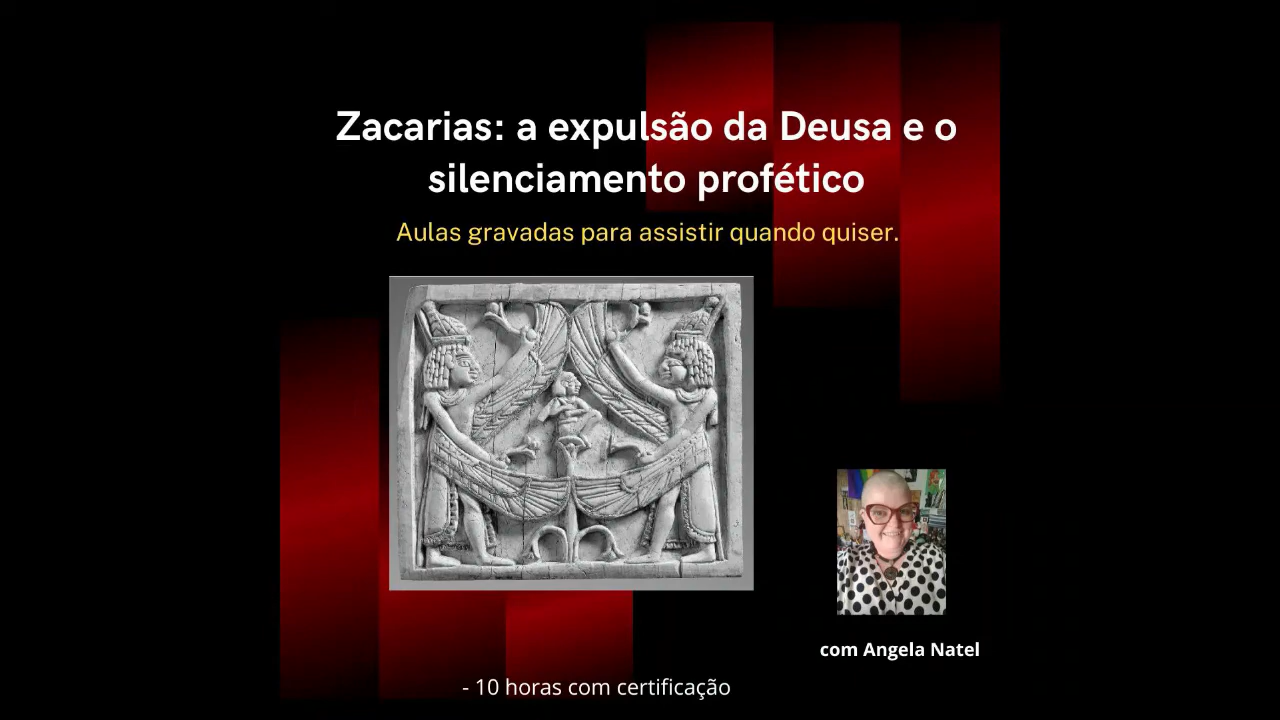 Zacarias: a expulsão da Deusa e o
silenciamento profético
Aulas gravadas para assistir quando quiser.
com Angela Natel
- 10 horas com certificação